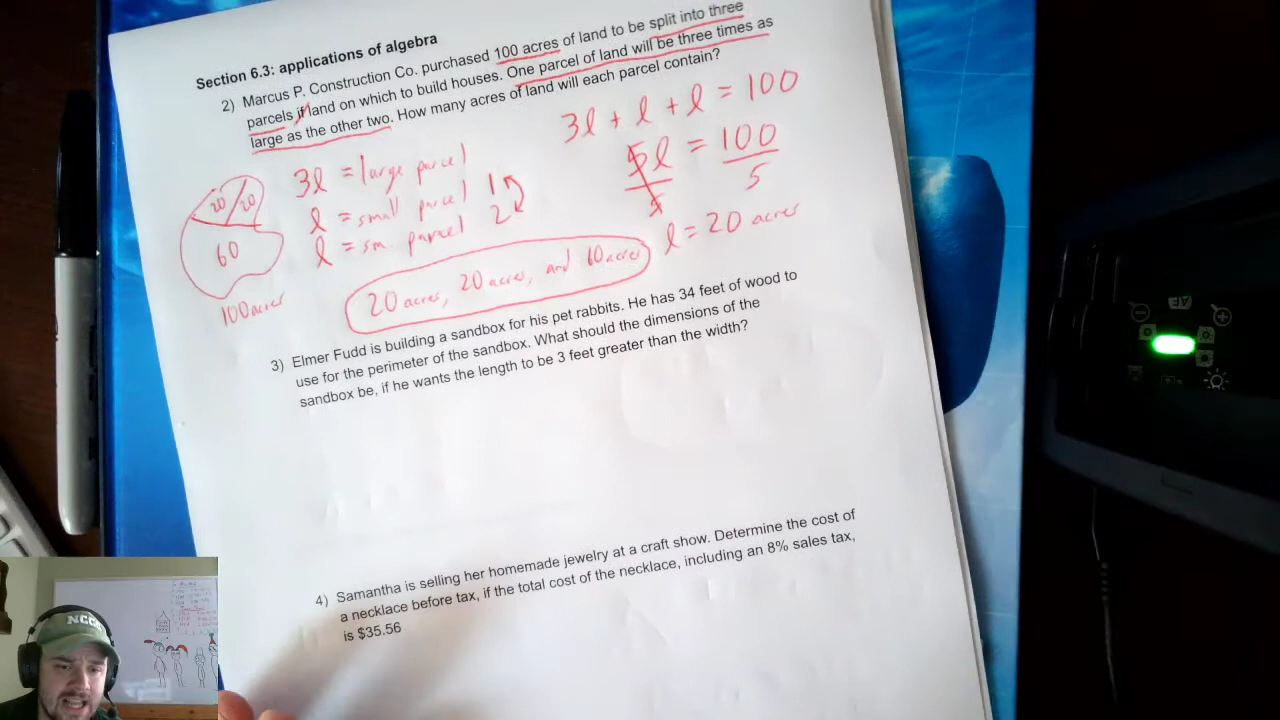 Section 6.3: applications of algebra
2) Marcus P. Construction Co. purchased 100 acres of land to be split into three
parcels if land on which to build houses. One parcel of land will be three times as
large as the other two. How many acres of land will each parcel contain?
3l + l + l = 100
5l = 100
5 5
l = 20 acres
3l = large parcel
l = small parcel 1
l = sm. parcel 2
20 20
60
100 acres
20 acres, 20 acres, and 60 acres
3) Elmer Fudd is building a sandbox for his pet rabbits. He has 34 feet of wood to
use for the perimeter of the sandbox. What should the dimensions of the
sandbox be, if he wants the length to be 3 feet greater than the width?
4) Samantha is selling her homemade jewelry at a craft show. Determine the cost of
a necklace before tax, if the total cost of the necklace, including an 8% sales tax,
is $35.56
AF